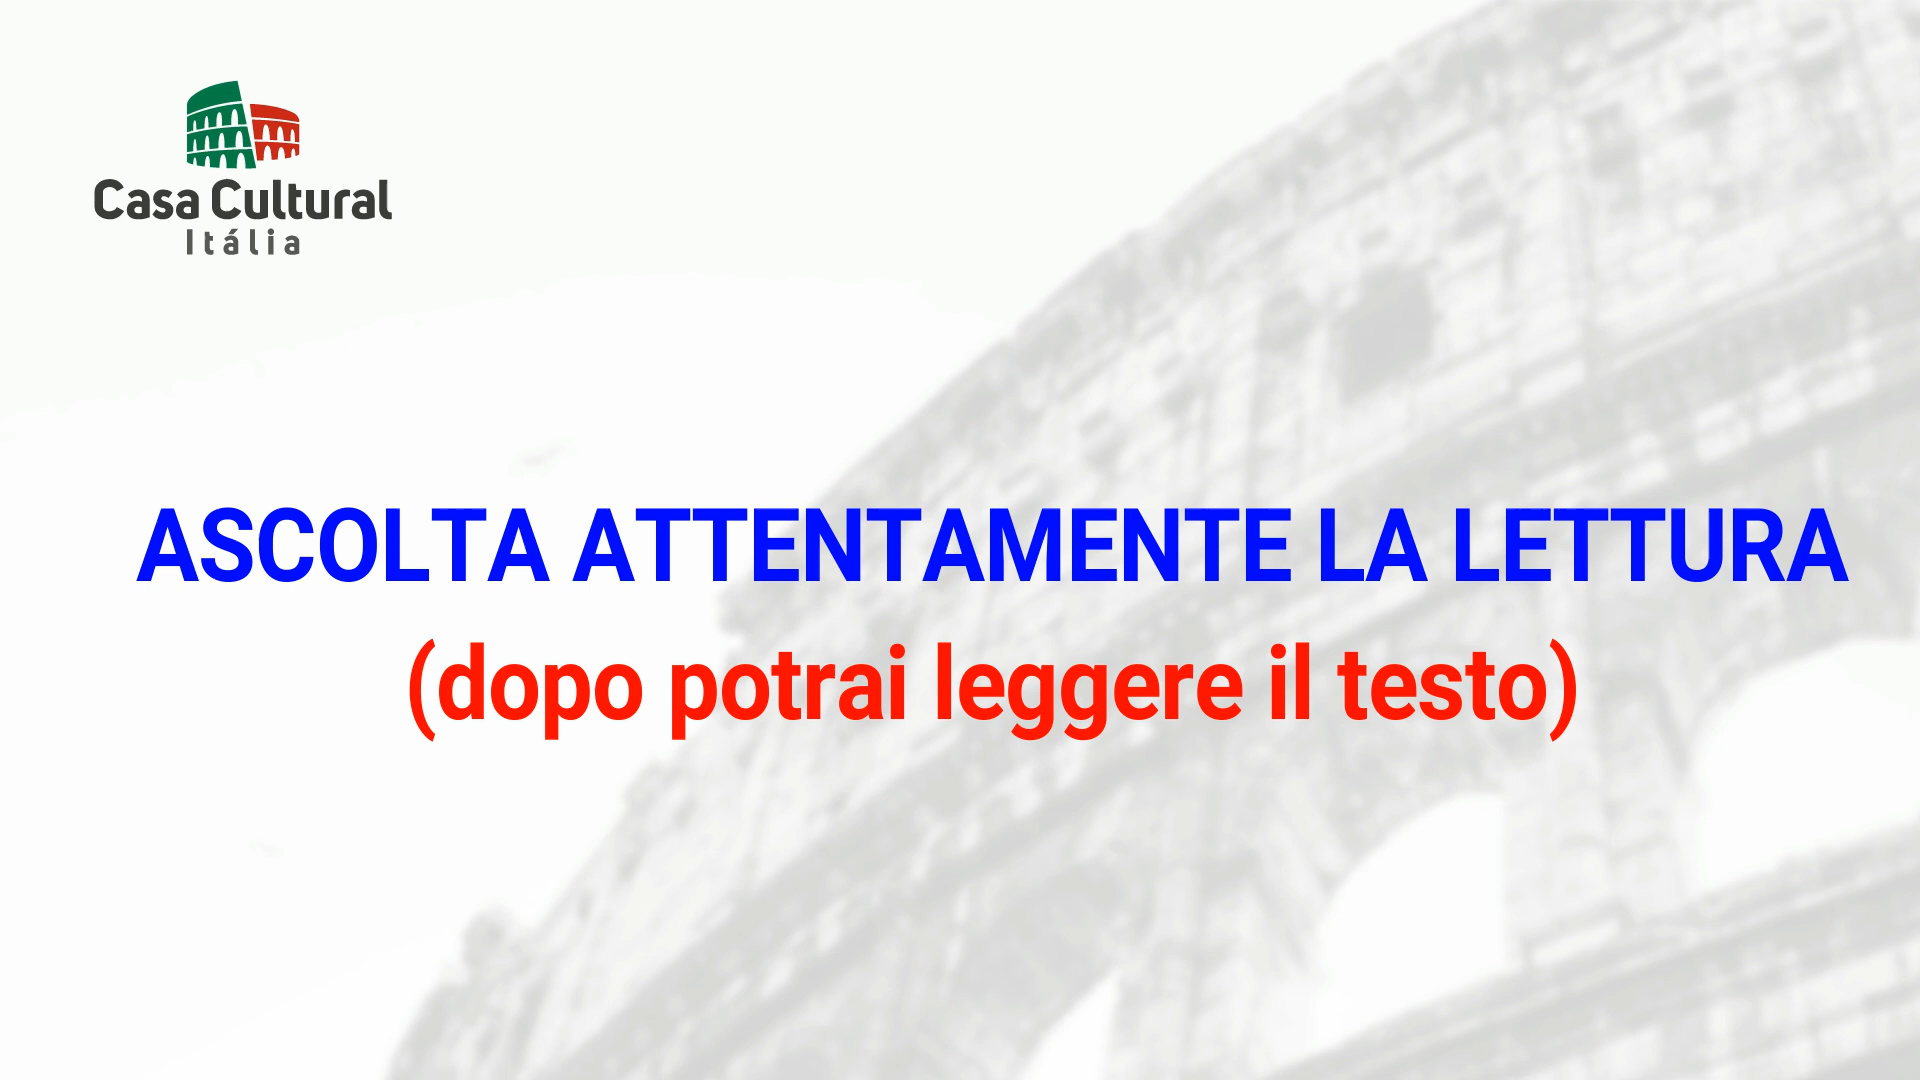 Casa Cultural
Itália
ASCOLTA ATTENTAMENTE LA LETTURA
(dopo potrai leggere il testo)